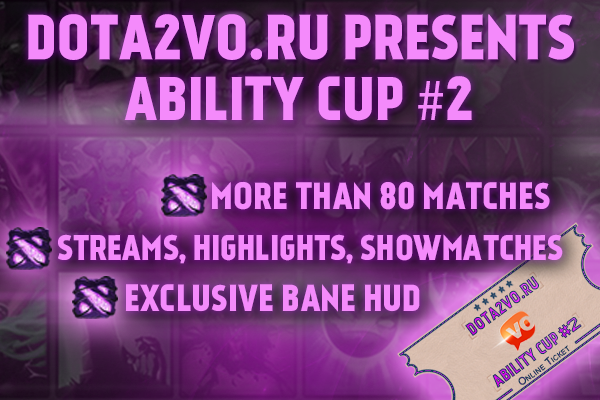 DOTA2VO.RU PRESENTS
ABILITY CUP #2
MORE THAN 80 MATCHES
STREAMS, HIGHLIGHTS, SHOWMATCHES
EXCLUSIVE BANE HUD
DOTA2VO.RU
VO
ABILITY CUP #2
ONLINE TICKET